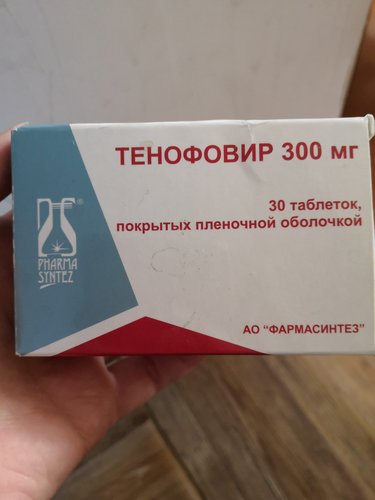 ТЕНОФОВИР 300 мг
30 таблеток,
покрытых пленочной оболочкой
®
PHARMA
SYNTEZ
АО "ФАРМАСИНТЕЗ"